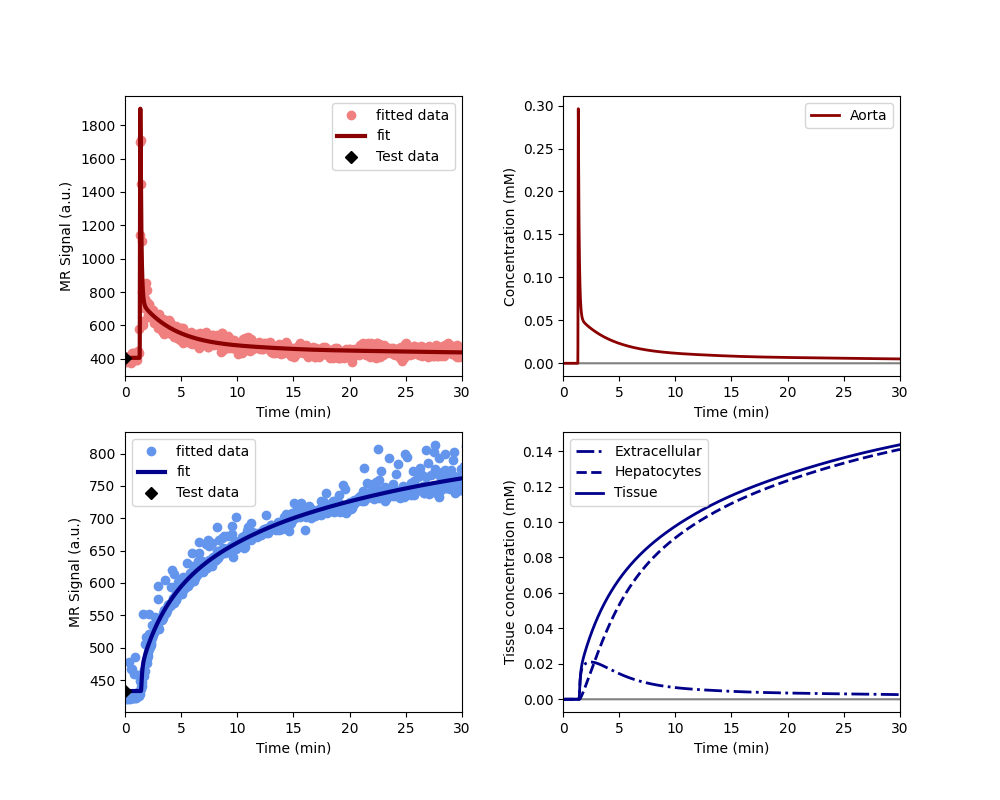 MR Signal (a.u.)
1800
1600
1400
1200
1000
800
600
400
fitted data
fit
Test data
0 5 10 15 20 25 30
Time (min)
Concentration (mM)
0.30
0.25
0.20
0.15
0.10
0.05
0.00
Aorta
0 5 10 15 20 25 30
Time (min)
MR Signal (a.u.)
800
750
700
650
600
550
500
450
fitted data
fit
Test data
0 5 10 15 20 25 30
Time (min)
Tissue concentration (mM)
0.14
0.12
0.10
0.08
0.06
0.04
0.02
0.00
Extracellular
Hepatocytes
Tissue
0 5 10 15 20 25 30
Time (min)